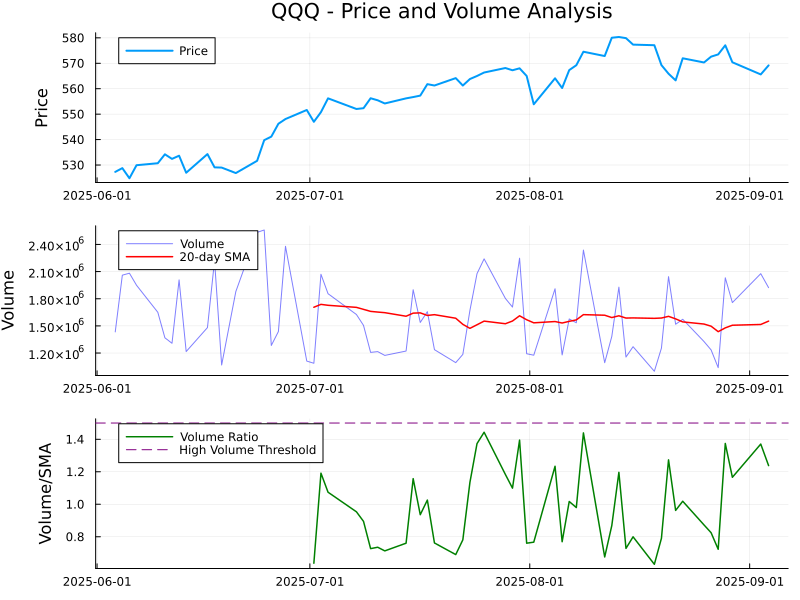 QQQ - Price and Volume Analysis
Price
580
570
560
550
540
530
Price
2025-06-01 2025-07-01 2025-08-01 2025-09-01
Volume
20-day SMA
2.40×10⁶
2.10×10⁶
1.80×10⁶
1.50×10⁶
1.20×10⁶
Volume
2025-06-01 2025-07-01 2025-08-01 2025-09-01
Volume Ratio
High Volume Threshold
1.4
1.2
1.0
0.8
Volume/SMA
2025-06-01 2025-07-01 2025-08-01 2025-09-01